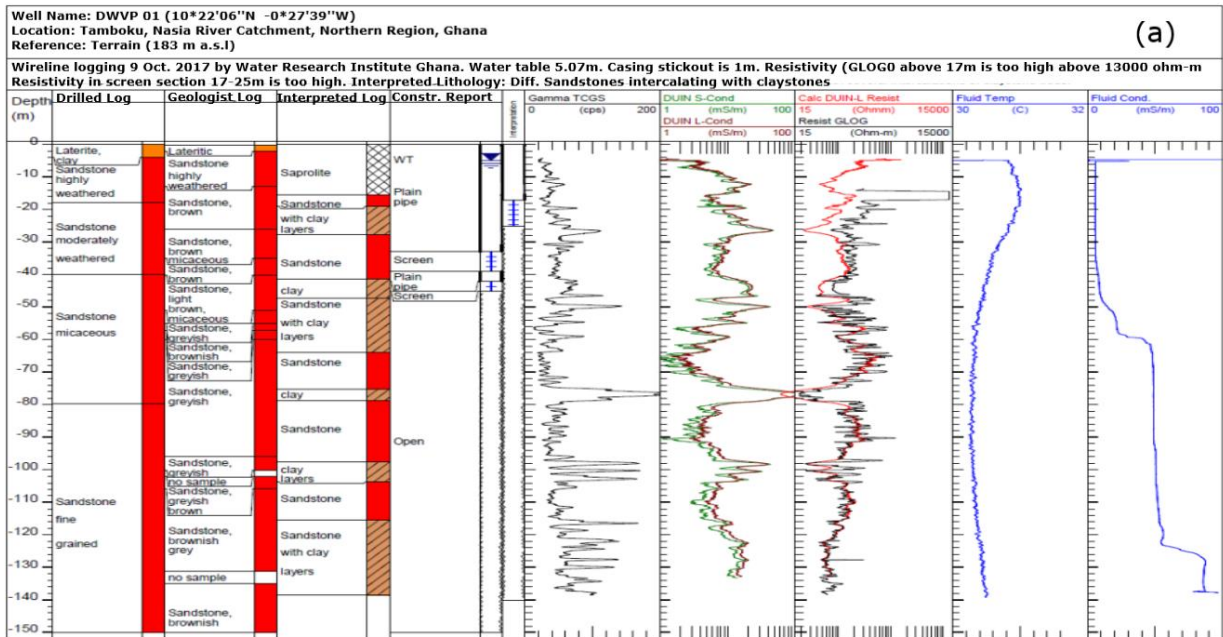 Well Name: DWVP 01 (10*22'06"N -0*27'39"W)
Location: Tamboku, Nasia River Catchment, Northern Region, Ghana
Reference: Terrain (183 m a.s.l)
(a)
Wireline logging 9 Oct. 2017 by Water Research Institute Ghana. Water table 5.07m. Casing stickout is 1m. Resistivity (GLOG0 above 17m is too high above 13000 ohm-m
Resistivity in screen section 17-25m is too high. Interpreted Lithology: Diff. Sandstones intercalating with claystones
Depth
(m)
0
-10
-20
-30
-40
-50
-60
-70
-80
-90
-100
-110
-120
-130
-140
-150
Drilled Log
Laterite,
clay
Sandstone
highly
weathered
Sandstone
moderately
weathered
Sandstone
micaceous
Sandstone
fine
grained
Geologist Log
Lateritic
Sandstone
highly
weathered
Sandstone,
brown
Sandstone,
brown
micaceous
Sandstone,
brown
Sandstone,
light
brown,
micaceous
Sandstone,
greyish
Sandstone,
brownish
Sandstone,
greyish
Sandstone,
greyish
Sandstone,
greyish
no sample
Sandstone,
greyish
brown
Sandstone,
brownish
grey
no sample
Sandstone,
brownish
Interpreted Log
Saprolite
Sandstone
with clay
layers
Sandstone
clay
Sandstone
with clay
layers
Sandstone
clay
Sandstone
clay
layers
Sandstone
Sandstone
with clay
layers
Constr. Report
WT
Plain
pipe
Screen
Plain
pipe
Screen
Open
Interpretation
Gamma TCGS
0 (cps) 200
DUIN S-Cond
1 (mS/m) 100
DUIN L-Cond
1 (mS/m) 100
Calc DUIN-L Resist
15 (Ohmm) 15000
Resist GLOG
15 (Ohm-m) 15000
Fluid Temp
30 (C) 32
Fluid Cond.
0 (mS/m) 100